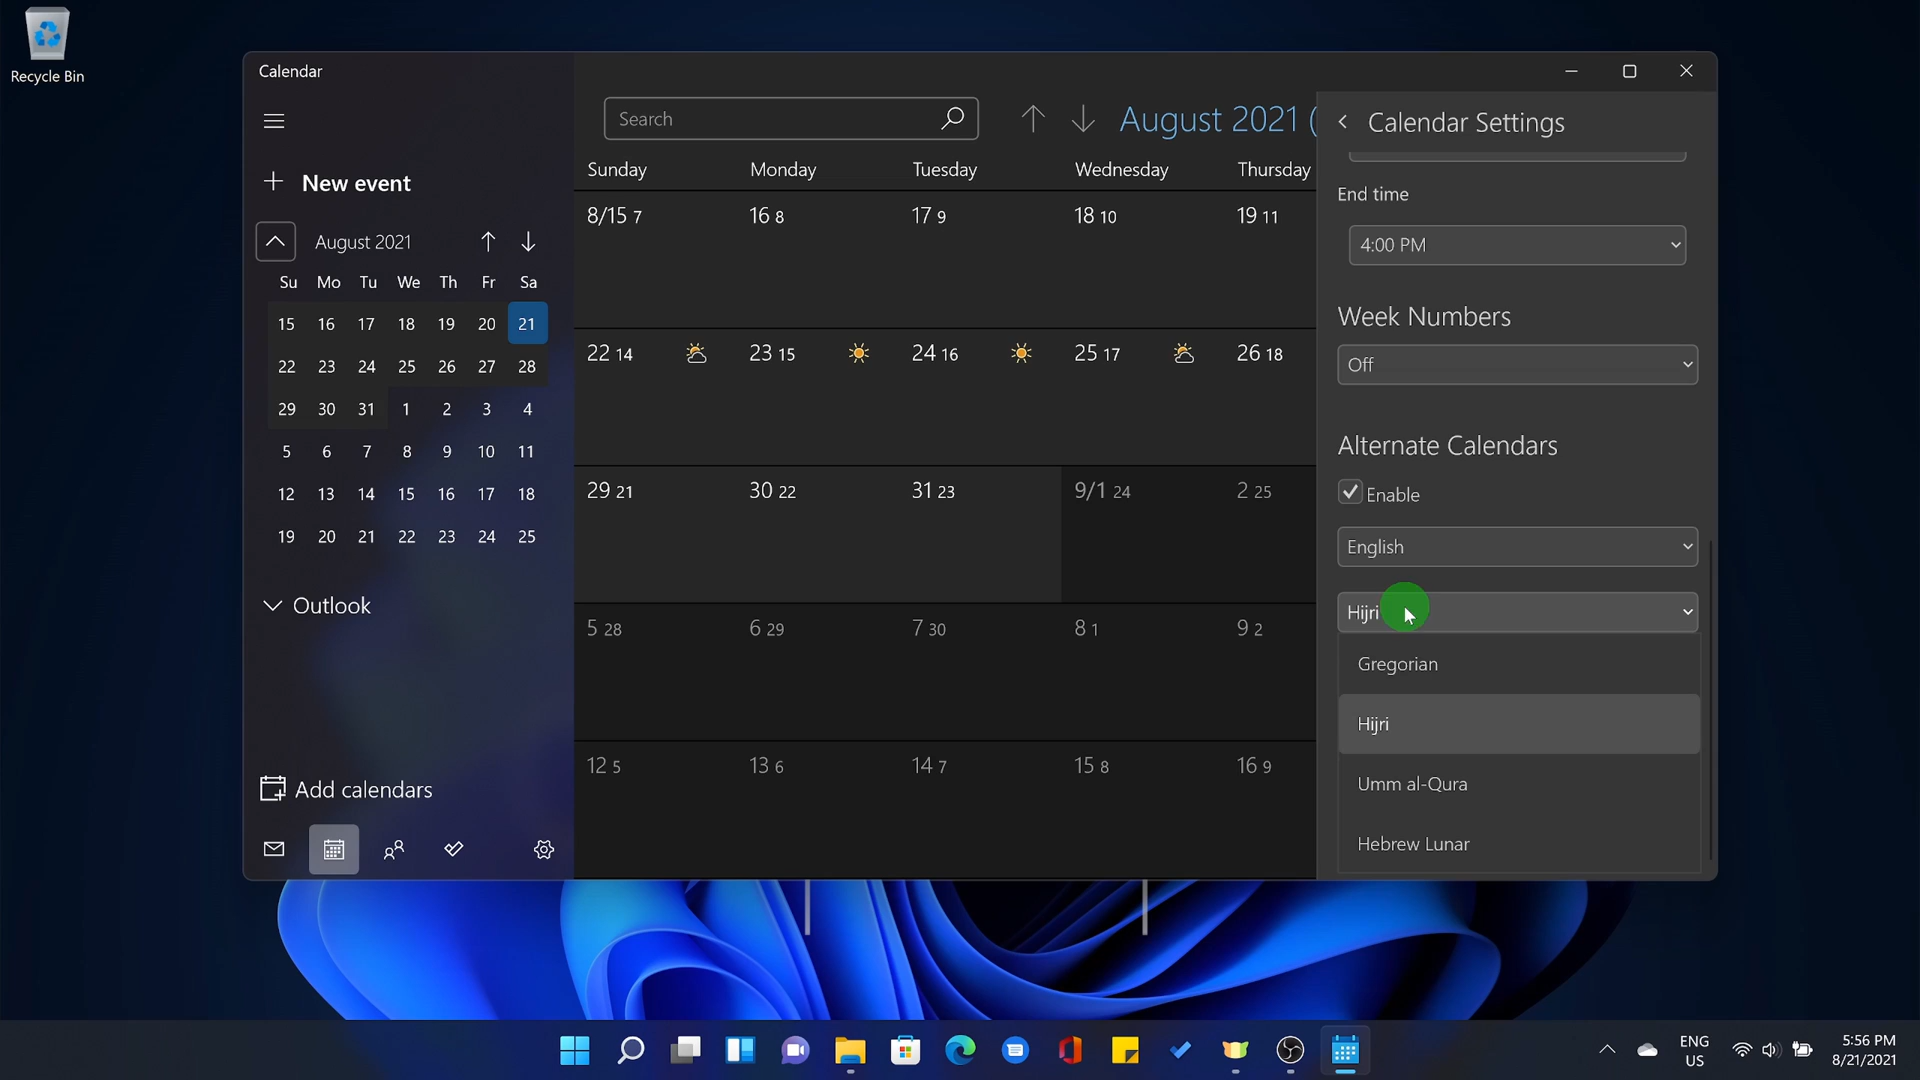 Recycle Bin
Calendar
New event
August 2021
Su Mo Tu We Th Fr Sa
15 16 17 18 19 20 21
22 23 24 25 26 27 28
29 30 31 1 2 3 4
5 6 7 8 9 10 11
12 13 14 15 16 17 18
19 20 21 22 23 24 25
Outlook
Add calendars
Search
August 2021 (
Sunday Monday Tuesday Wednesday Thursday
8/15 7 16 8 17 9 18 10 19 11
22 14 23 15 24 16 25 17 26 18
29 21 30 22 31 23 9/1 24 2 25
5 28 6 29 7 30 8 1 9 2
12 5 13 6 14 7 15 8 16 9
Calendar Settings
End time
4:00 PM
Week Numbers
Off
Alternate Calendars
Enable
English
Hijri
Gregorian
Hijri
Umm al-Qura
Hebrew Lunar
ENG
US
5:56 PM
8/21/2021